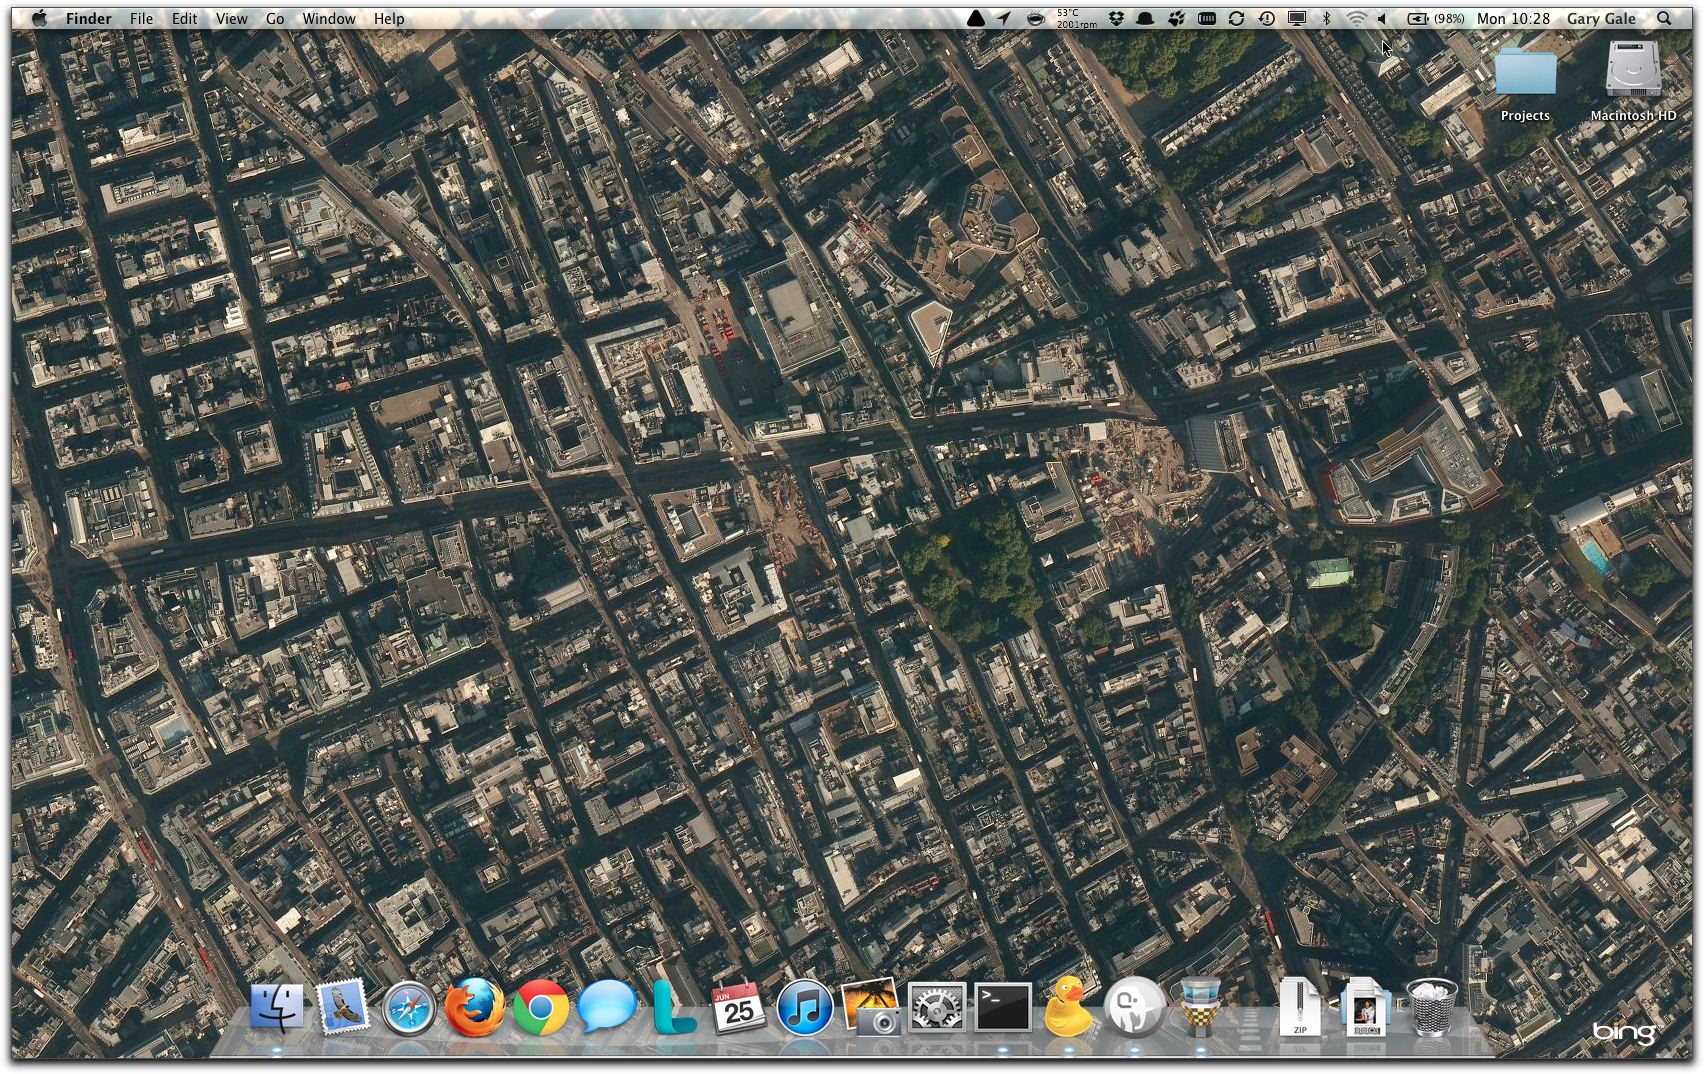 Finder File Edit View Go Window Help
53°C
2001rpm
(98%) Mon 10:28 Gary Gale
Projects
Macintosh HD
JUN
25
>_
ZIP
DOCX
bing